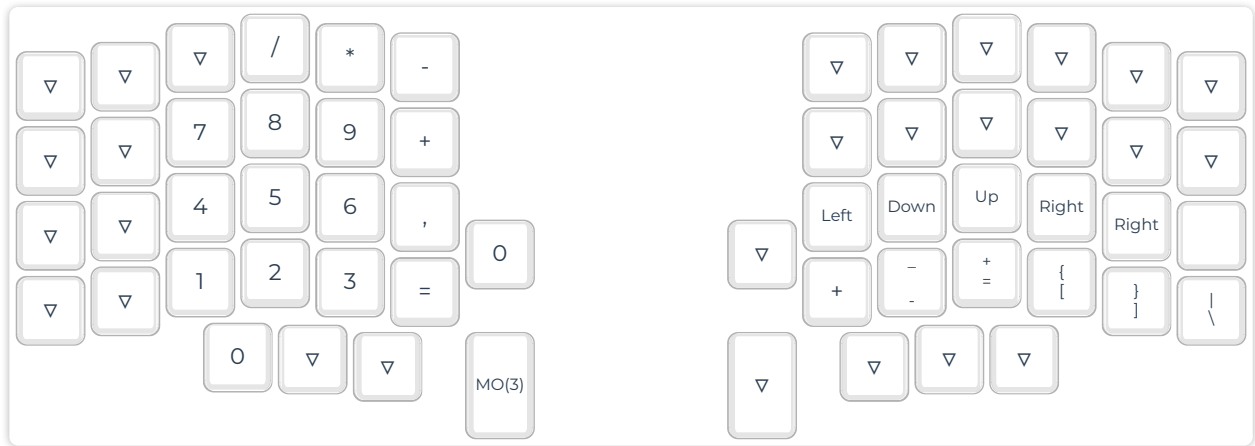 ▽ ▽ ▽ / * - ▽ ▽ ▽ ▽ ▽ ▽
▽ ▽ 7 8 9 + ▽ ▽ ▽ ▽ ▽ ▽
▽ ▽ 4 5 6 , Left Down Up Right Right
▽ ▽ 1 2 3 = 0 ▽ + _ - + = { [ } ] | \
0 ▽ ▽ MO(3) ▽ ▽ ▽ ▽